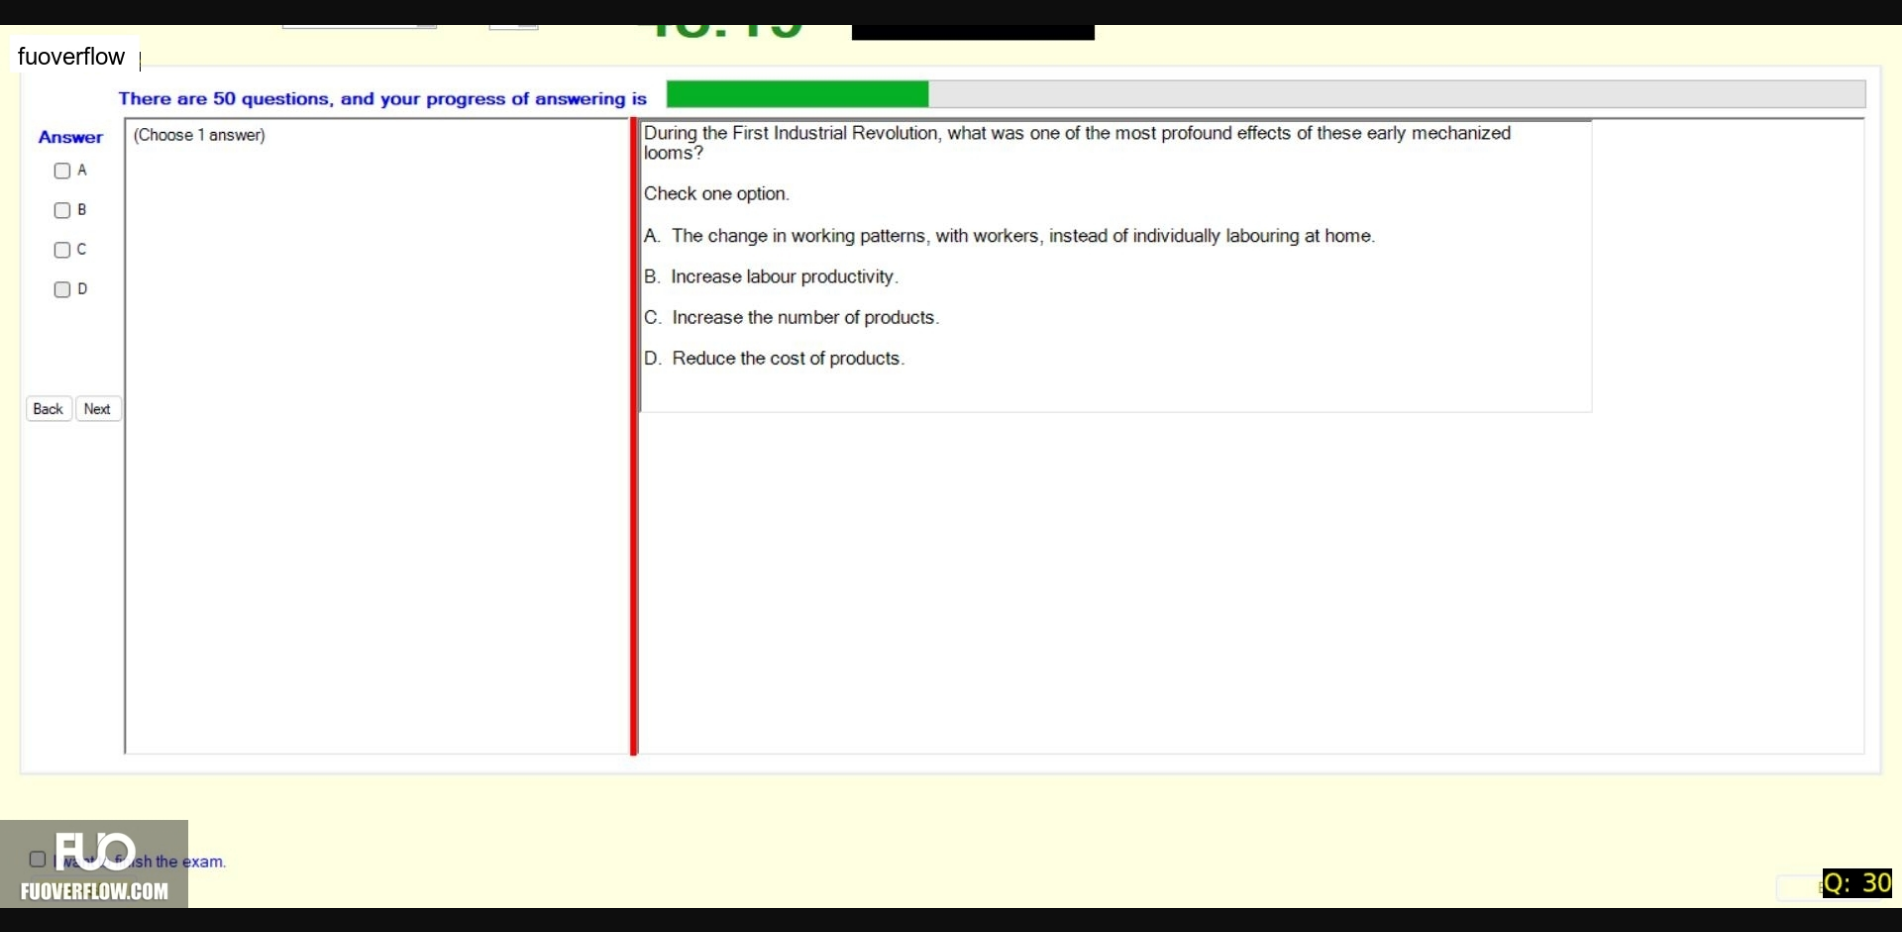 fuoverflow
There are 50 questions, and your progress of answering is
Answer
(Choose 1 answer)
A
B
C
D
Back Next
During the First Industrial Revolution, what was one of the most profound effects of these early mechanized
looms?
Check one option.
A. The change in working patterns, with workers, instead of individually labouring at home.
B. Increase labour productivity.
C. Increase the number of products.
D. Reduce the cost of products.
FUO
the exam.
FUOVERFLOW.COM
Q: 30